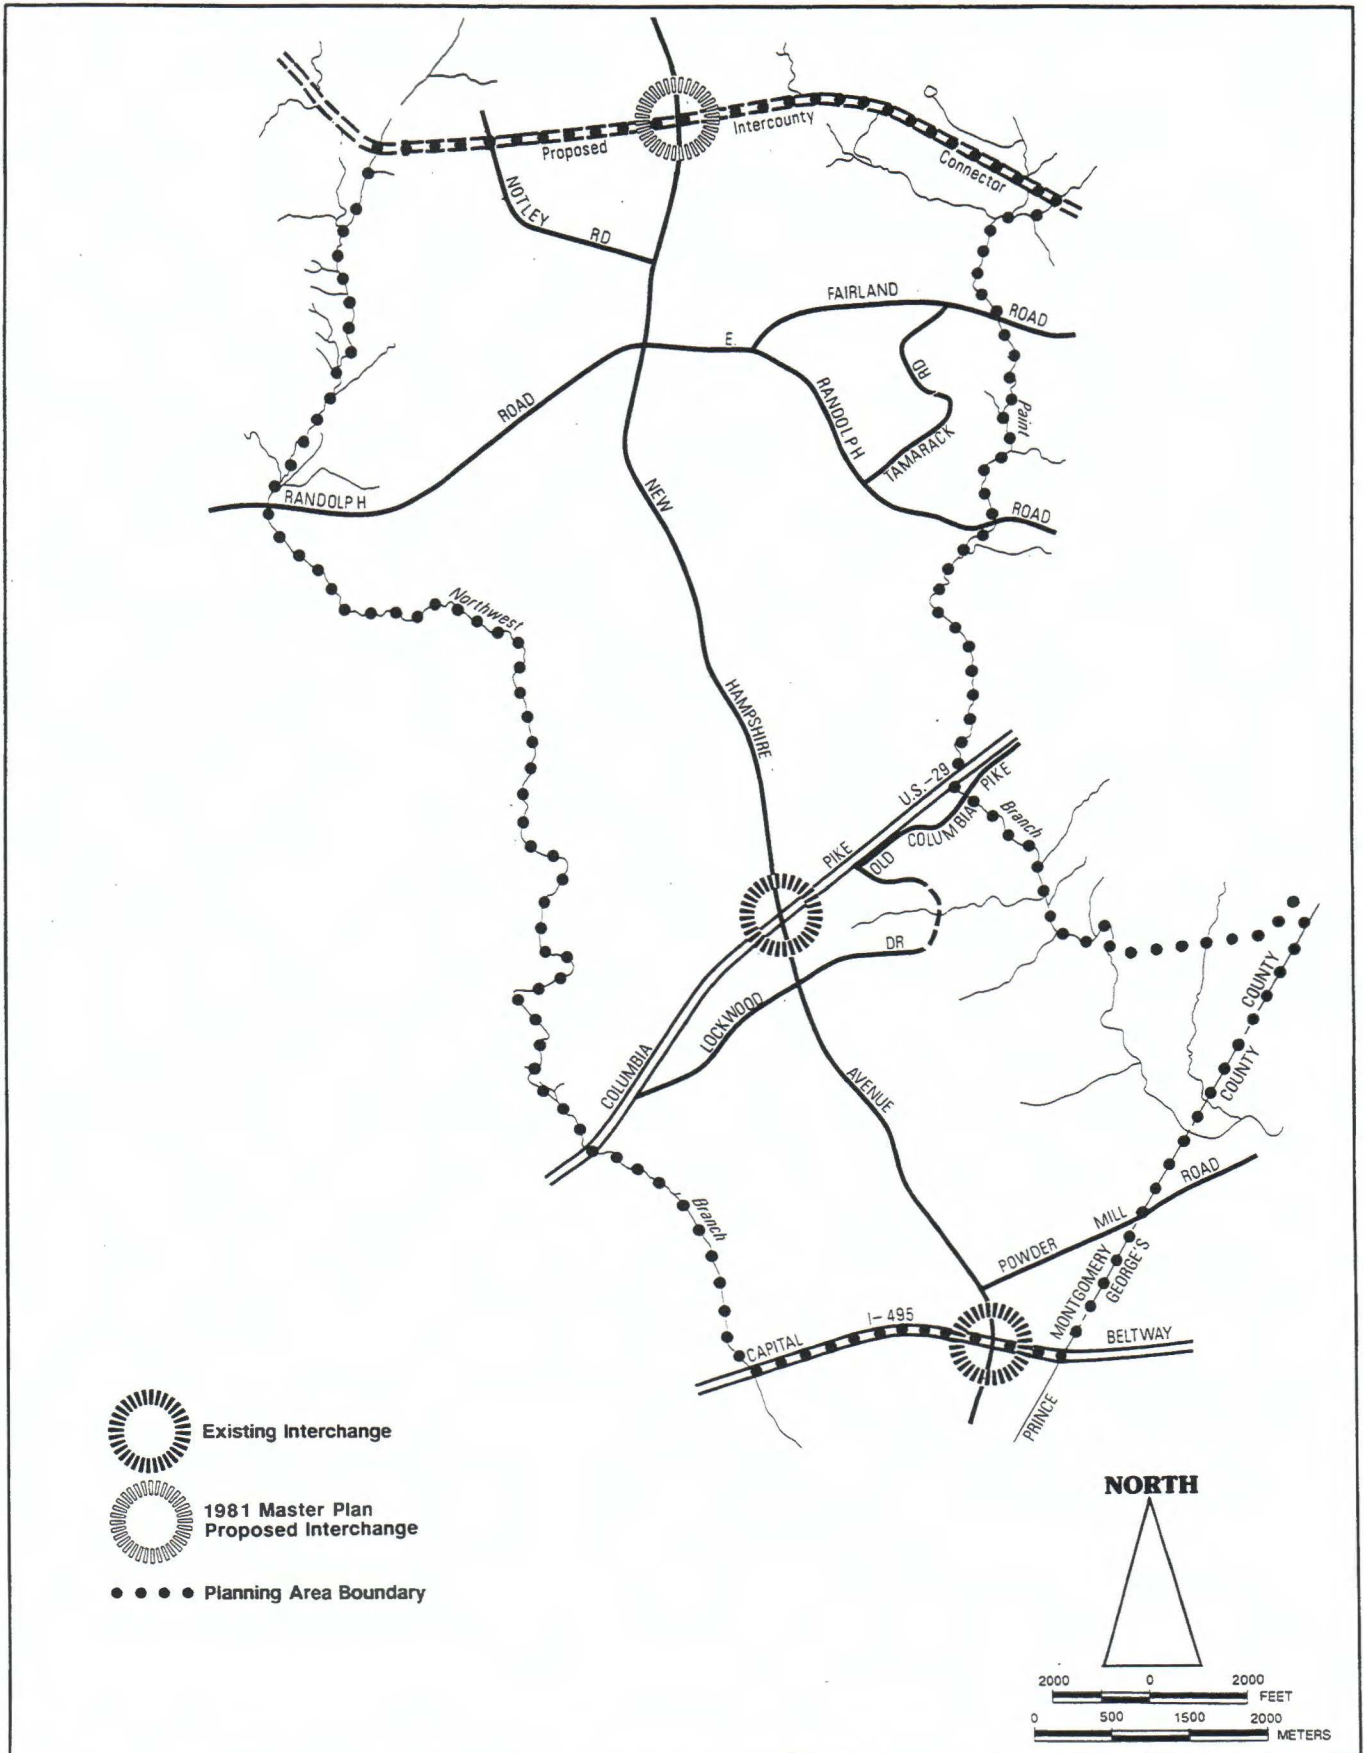 Proposed
Intercounty
Connector
NOTLEY
RD
FAIRLAND
ROAD
E.
RD
ROAD
RANDOLPH
TAMARACK
Paint
RANDOLPH
NEW
ROAD
Northwest
HAMPSHIRE
U.S.-29
PIKE
PIKE
OLD
COLUMBIA
Branch
DR
LOCKWOOD
COLUMBIA
COUNTY
COUNTY
AVENUE
ROAD
Branch
POWDER
MILL
MONTGOMERY
GEORGE'S
I-495
CAPITAL
BELTWAY
PRINCE
Existing Interchange
1981 Master Plan
Proposed Interchange
Planning Area Boundary
NORTH
2000 0 2000
FEET
0 500 1500 2000
METERS